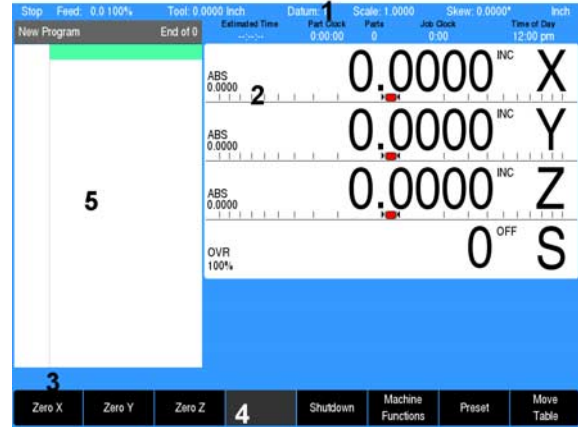 Stop Feed: 0.0 100% Tool: 0.0000 Inch Datum: 1 Scale: 1.0000 Skew: 0.0000° Inch
New Program End of 0 Estimated Time Part Clock Parts Job Clock Time of Day
--:--:-- 0:00:00 0 0:00 12:00 pm
ABS 0.0000 INC X
0.0000
2
ABS 0.0000 INC Y
0.0000
ABS 0.0000 INC Z
0.0000
5
OVR 0 OFF S
100%
3
Zero X Zero Y Zero Z 4 Shutdown Machine Functions Preset Move Table